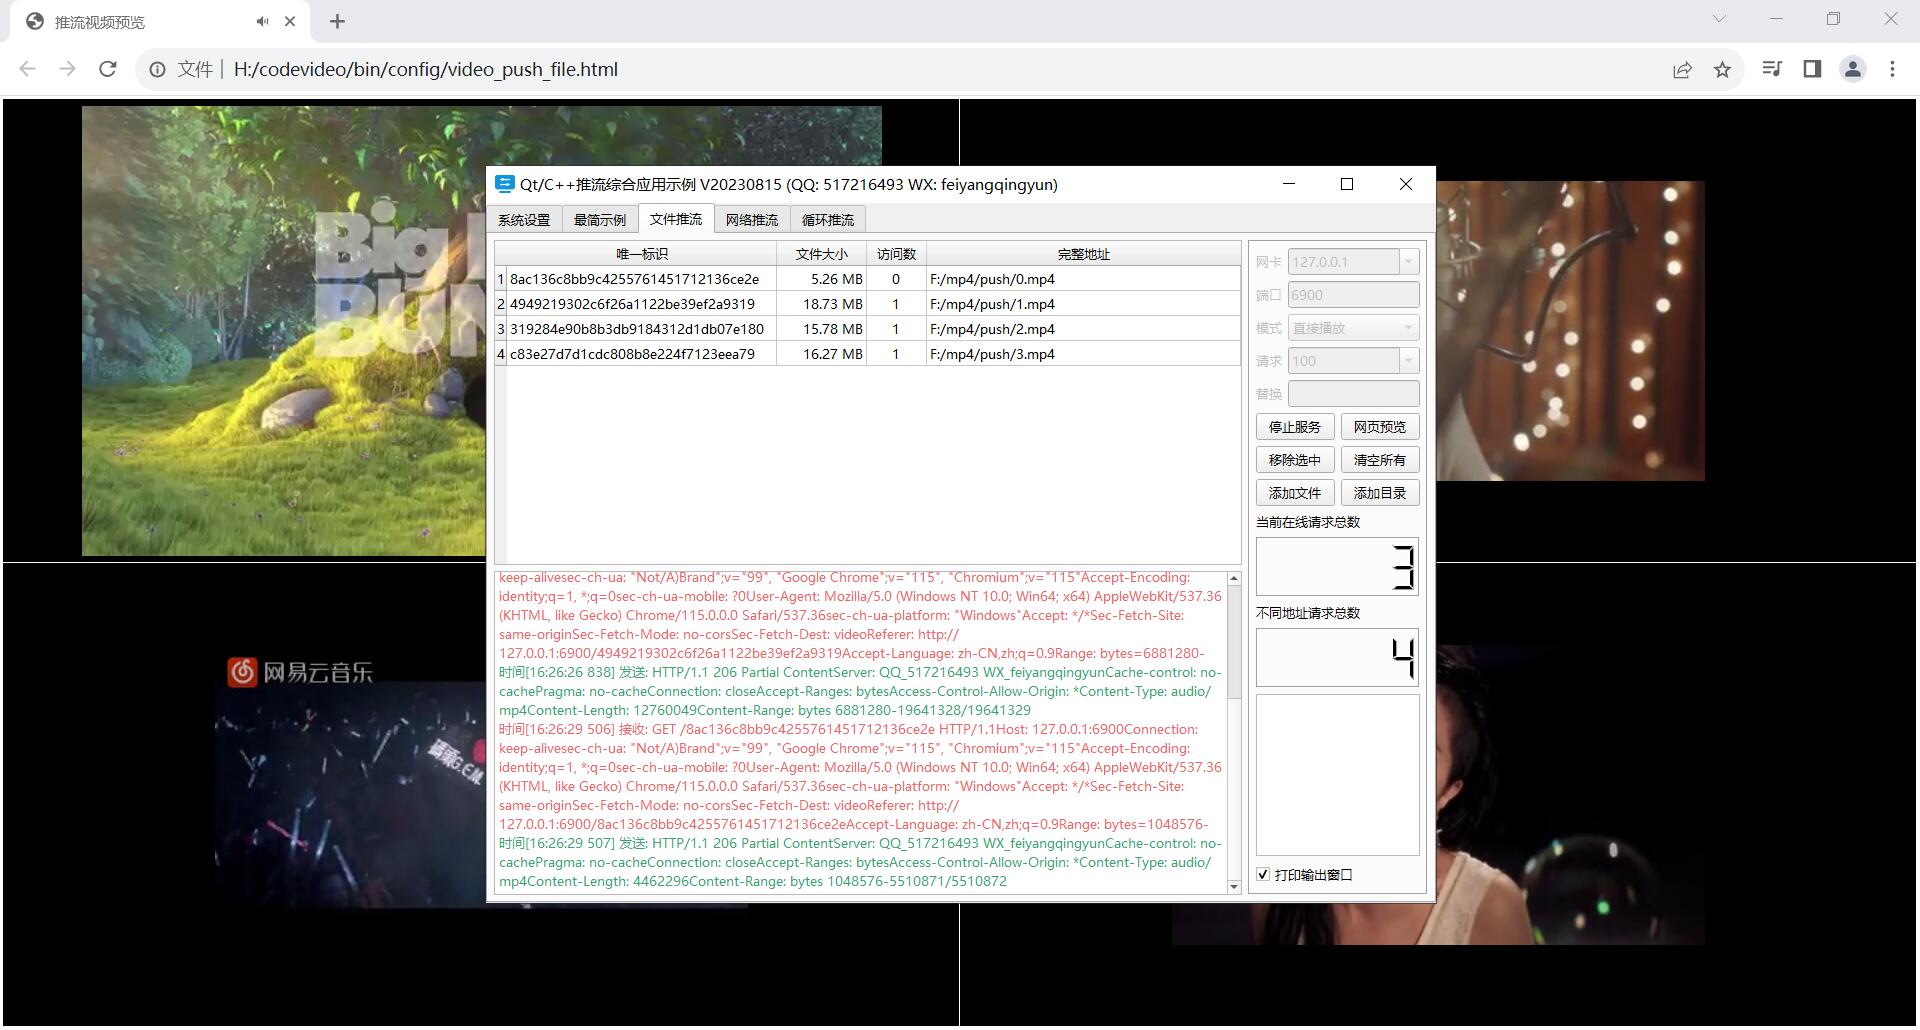 推流视频预览
文件 | H:/codevideo/bin/config/video_push_file.html
Big
BUN
Qt/C++推流综合应用示例 V20230815 (QQ: 517216493 WX: feiyangqingyun)
系统设置 最简示例 文件推流 网络推流 循环推流
唯一标识 文件大小 访问数 完整地址
1 8ac136c8bb9c4255761451712136ce2e 5.26 MB 0 F:/mp4/push/0.mp4
2 4949219302c6f26a1122be39ef2a9319 18.73 MB 1 F:/mp4/push/1.mp4
3 319284e90b8b3db9184312d1db07e180 15.78 MB 1 F:/mp4/push/2.mp4
4 c83e27d7d1cdc808b8e224f7123eea79 16.27 MB 1 F:/mp4/push/3.mp4
网卡 127.0.0.1
端口 6900
模式 直接播放
请求 100
替换
停止服务 网页预览
移除选中 清空所有
添加文件 添加目录
当前在线请求总数
3
不同地址请求总数
4
打印输出窗口
keep-alivesec-ch-ua: "Not/A)Brand";v="99", "Google Chrome";v="115", "Chromium";v="115"Accept-Encoding:
identity;q=1, *;q=0sec-ch-ua-mobile: ?0User-Agent: Mozilla/5.0 (Windows NT 10.0; Win64; x64) AppleWebKit/537.36
(KHTML, like Gecko) Chrome/115.0.0.0 Safari/537.36sec-ch-ua-platform: "Windows"Accept: */*Sec-Fetch-Site:
same-originSec-Fetch-Mode: no-corsSec-Fetch-Dest: videoReferer: http://
127.0.0.1:6900/4949219302c6f26a1122be39ef2a9319Accept-Language: zh-CN,zh;q=0.9Range: bytes=6881280-
时间[16:26:26 838] 发送: HTTP/1.1 206 Partial ContentServer: QQ_517216493 WX_feiyangqingyunCache-control: no-
cachePragma: no-cacheConnection: closeAccept-Ranges: bytesAccess-Control-Allow-Origin: *Content-Type: audio/
mp4Content-Length: 12760049Content-Range: bytes 6881280-19641328/19641329
时间[16:26:29 506] 接收: GET /8ac136c8bb9c4255761451712136ce2e HTTP/1.1Host: 127.0.0.1:6900Connection:
keep-alivesec-ch-ua: "Not/A)Brand";v="99", "Google Chrome";v="115", "Chromium";v="115"Accept-Encoding:
identity;q=1, *;q=0sec-ch-ua-mobile: ?0User-Agent: Mozilla/5.0 (Windows NT 10.0; Win64; x64) AppleWebKit/537.36
(KHTML, like Gecko) Chrome/115.0.0.0 Safari/537.36sec-ch-ua-platform: "Windows"Accept: */*Sec-Fetch-Site:
same-originSec-Fetch-Mode: no-corsSec-Fetch-Dest: videoReferer: http://
127.0.0.1:6900/8ac136c8bb9c4255761451712136ce2eAccept-Language: zh-CN,zh;q=0.9Range: bytes=1048576-
时间[16:26:29 507] 发送: HTTP/1.1 206 Partial ContentServer: QQ_517216493 WX_feiyangqingyunCache-control: no-
cachePragma: no-cacheConnection: closeAccept-Ranges: bytesAccess-Control-Allow-Origin: *Content-Type: audio/
mp4Content-Length: 4462296Content-Range: bytes 1048576-5510871/5510872
网易云音乐
G.E.M.